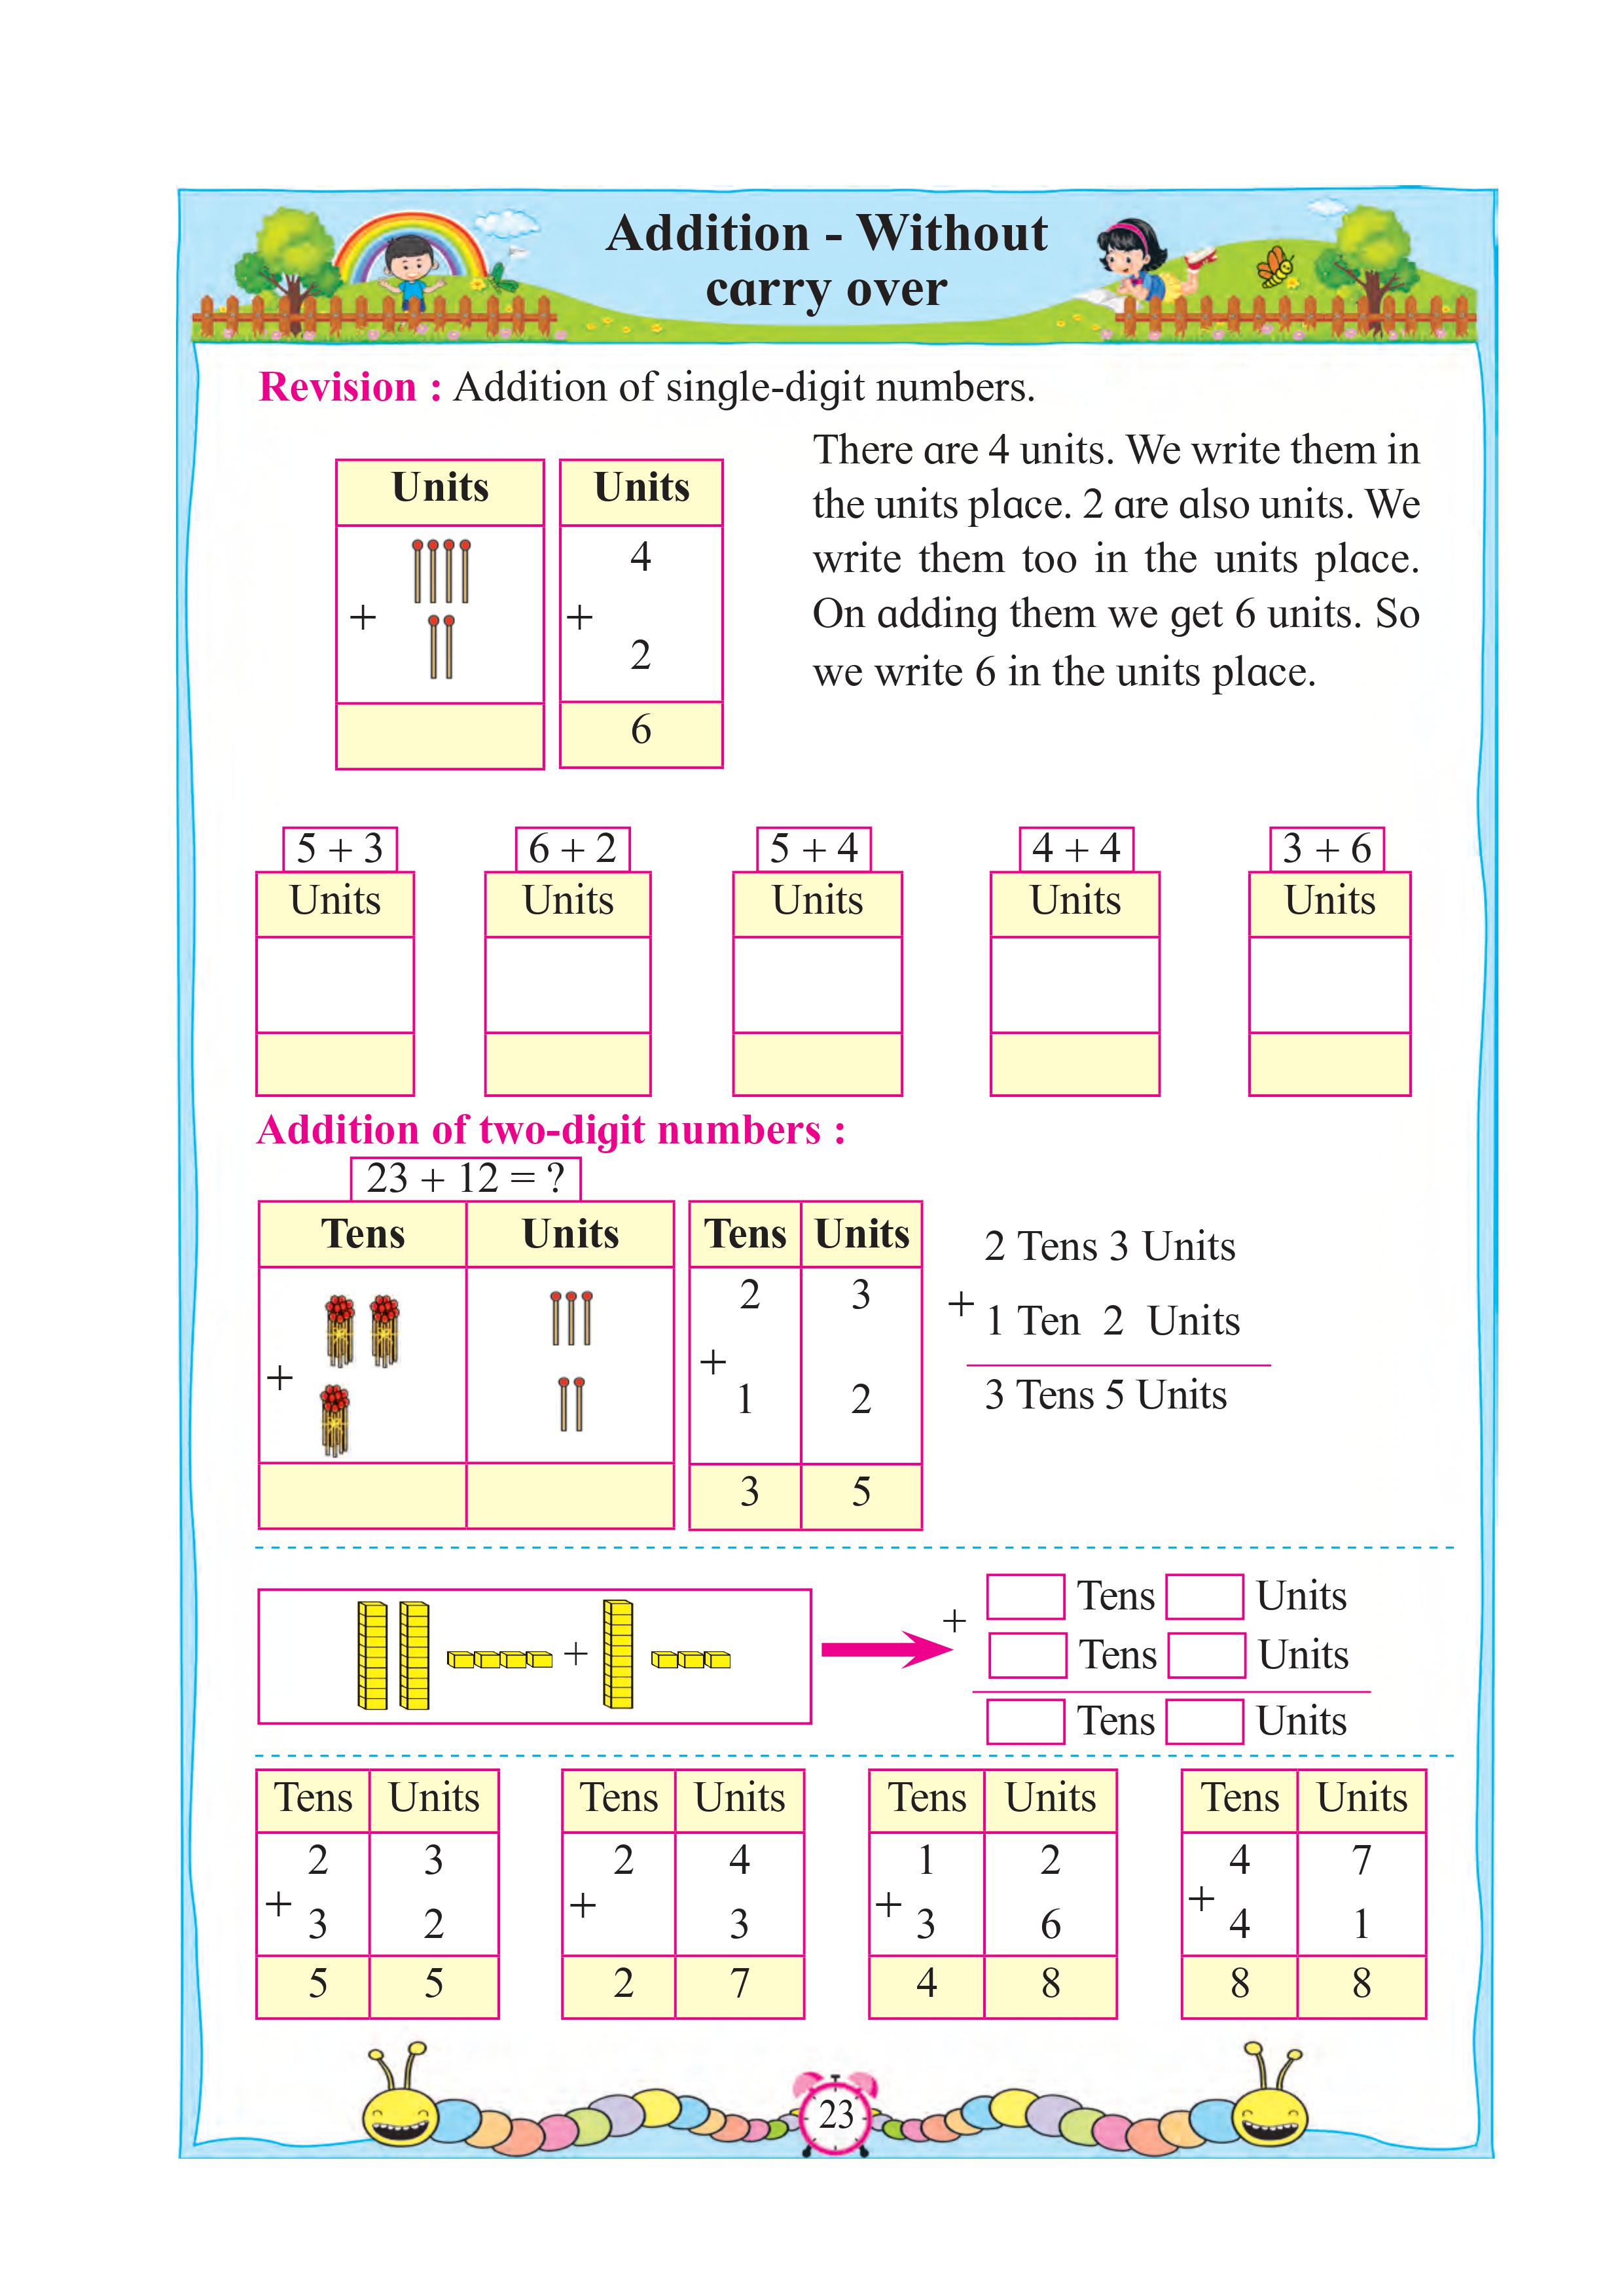 Addition - Without
carry over
Revision : Addition of single-digit numbers.
There are 4 units. We write them in
the units place. 2 are also units. We
write them too in the units place.
On adding them we get 6 units. So
we write 6 in the units place.
Units Units
4
+ +
2
6
5 + 3 6 + 2 5 + 4 4 + 4 3 + 6
Units Units Units Units Units
Addition of two-digit numbers :
23 + 12 = ?
Tens Units Tens Units
2 3
+ +
1 2
3 5
2 Tens 3 Units
+
1 Ten 2 Units
3 Tens 5 Units
+
+
Tens Units
Tens Units
Tens Units
Tens Units Tens Units Tens Units Tens Units
2 3 2 4 1 2 4 7
+ + + +
3 2 3 3 6 4 1
5 5 2 7 4 8 8 8
23